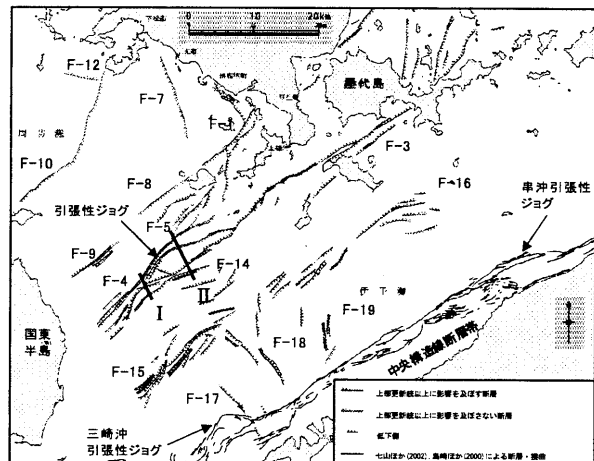 0 10 20km
F-12
F-7
屋代島
F-3
F-10
F-8
F-16
串沖引張性
ジョグ
引張性ジョグ
F-5
F-9
F-14
F-4
II
I
F-19
国東
半島
F-18
中央構造線断層帯
F-15
F-17
三崎沖
引張性ジョグ
上部更新統以上に影響を及ぼす断層
上部更新統以上に影響を及ぼさない断層
低下側
七山ほか(2002), 島崎ほか(2000)による断層・撓曲